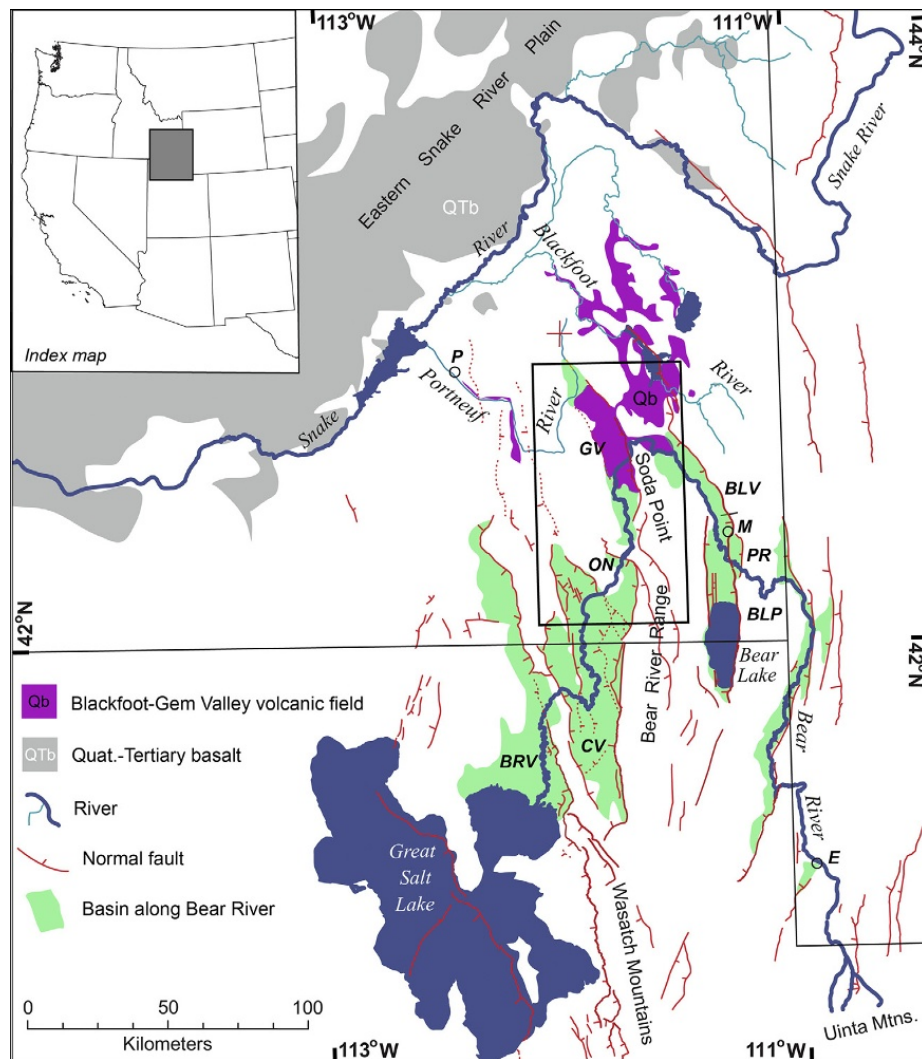 113°W
111°W
44°N
Index map
Eastern Snake River Plain
QTb
River
Snake River
Blackfoot
P
Portneuf
River
River
Qb
Snake
GV
Soda Point
BLV
M
PR
ON
BLP
42°N
42°N
Bear River Range
Bear
Lake
Qb Blackfoot-Gem Valley volcanic field
QTb Quat.-Tertiary basalt
River
Normal fault
Basin along Bear River
BRV
CV
Bear
River
E
Great
Salt
Lake
Wasatch Mountains
0 50 100
Kilometers
Uinta Mtns.
113°W
111°W